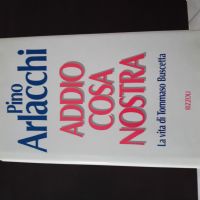 Pino
Arlacchi
ADDIO
COSA
NOSTRA
La vita di Tommaso Buscetta
RIZZOLI